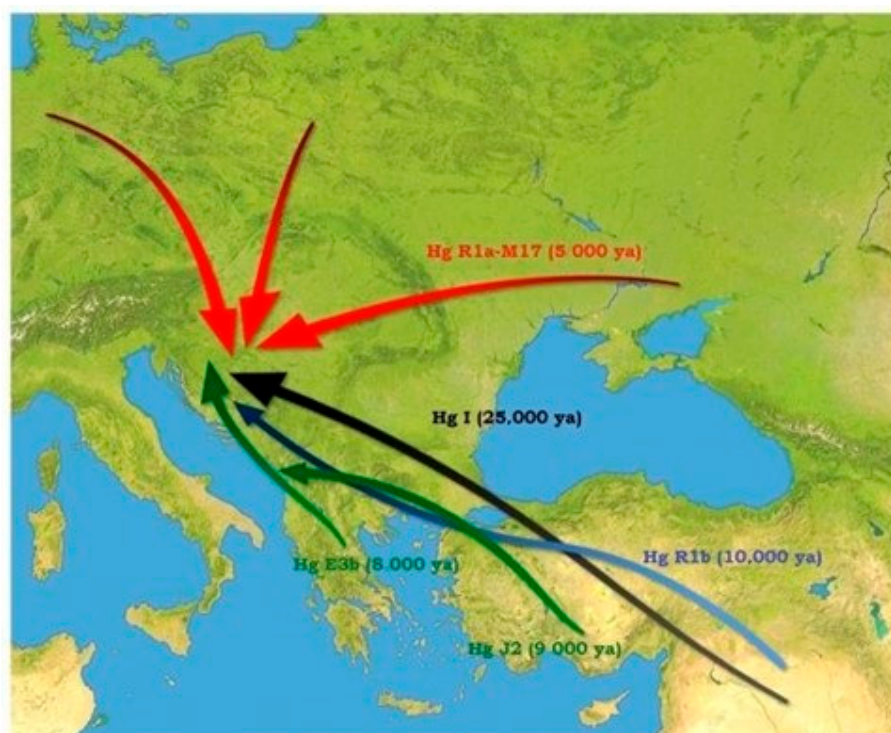 Hg R1a-M17 (5 000 ya)
Hg I (25,000 ya)
Hg R1b (10,000 ya)
Hg E3b (8 000 ya)
Hg J2 (9 000 ya)